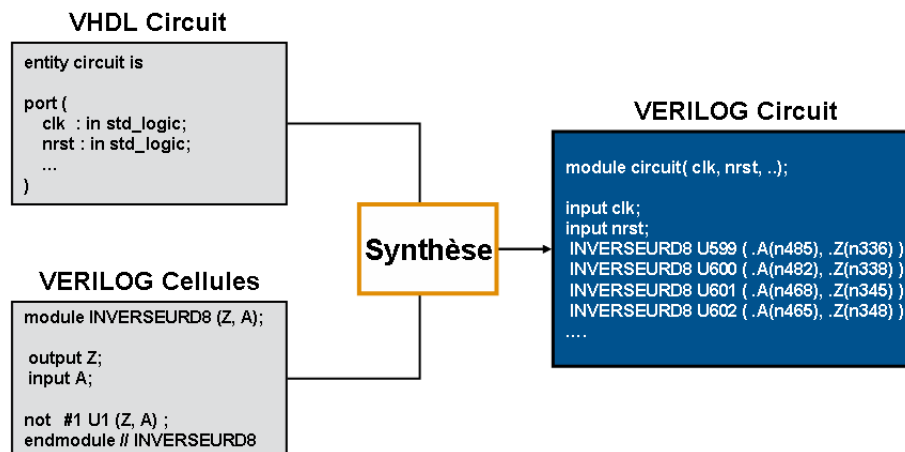 VHDL Circuit
entity circuit is
port (
clk : in std_logic;
nrst : in std_logic;
...
)
VERILOG Cellules
module INVERSEURD8 (Z, A);
output Z;
input A;
not #1 U1 (Z, A) ;
endmodule // INVERSEURD8
Synthèse
VERILOG Circuit
module circuit( clk, nrst, ..);
input clk;
input nrst;
INVERSEURD8 U599 ( .A(n485), .Z(n336) )
INVERSEURD8 U600 ( .A(n482), .Z(n338) )
INVERSEURD8 U601 ( .A(n468), .Z(n345) )
INVERSEURD8 U602 ( .A(n465), .Z(n348) )
....